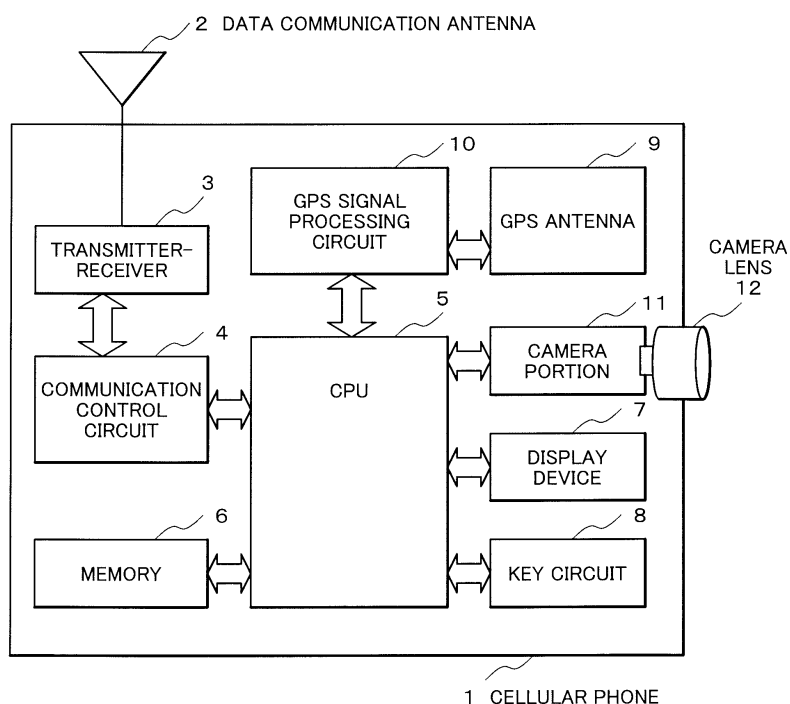 2 DATA COMMUNICATION ANTENNA
10
9
GPS SIGNAL
PROCESSING
CIRCUIT
GPS ANTENNA
3
TRANSMITTER-
RECEIVER
CAMERA
LENS
12
5
11
4
CAMERA
PORTION
COMMUNICATION
CONTROL
CIRCUIT
CPU
7
DISPLAY
DEVICE
6
8
MEMORY
KEY CIRCUIT
1 CELLULAR PHONE